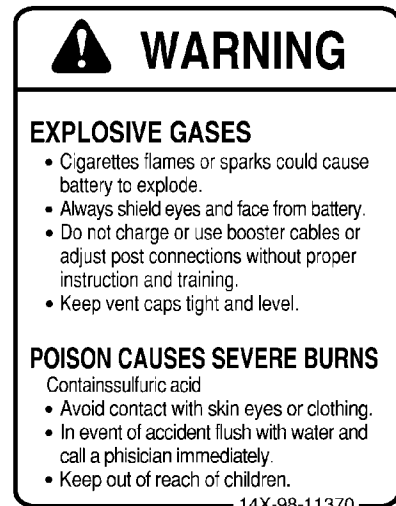 WARNING
EXPLOSIVE GASES
• Cigarettes flames or sparks could cause
battery to explode.
• Always shield eyes and face from battery.
• Do not charge or use booster cables or
adjust post connections without proper
instruction and training.
• Keep vent caps tight and level.
POISON CAUSES SEVERE BURNS
Containssulfuric acid
• Avoid contact with skin eyes or clothing.
• In event of accident flush with water and
call a phisician immediately.
• Keep out of reach of children.
14X-98-11370